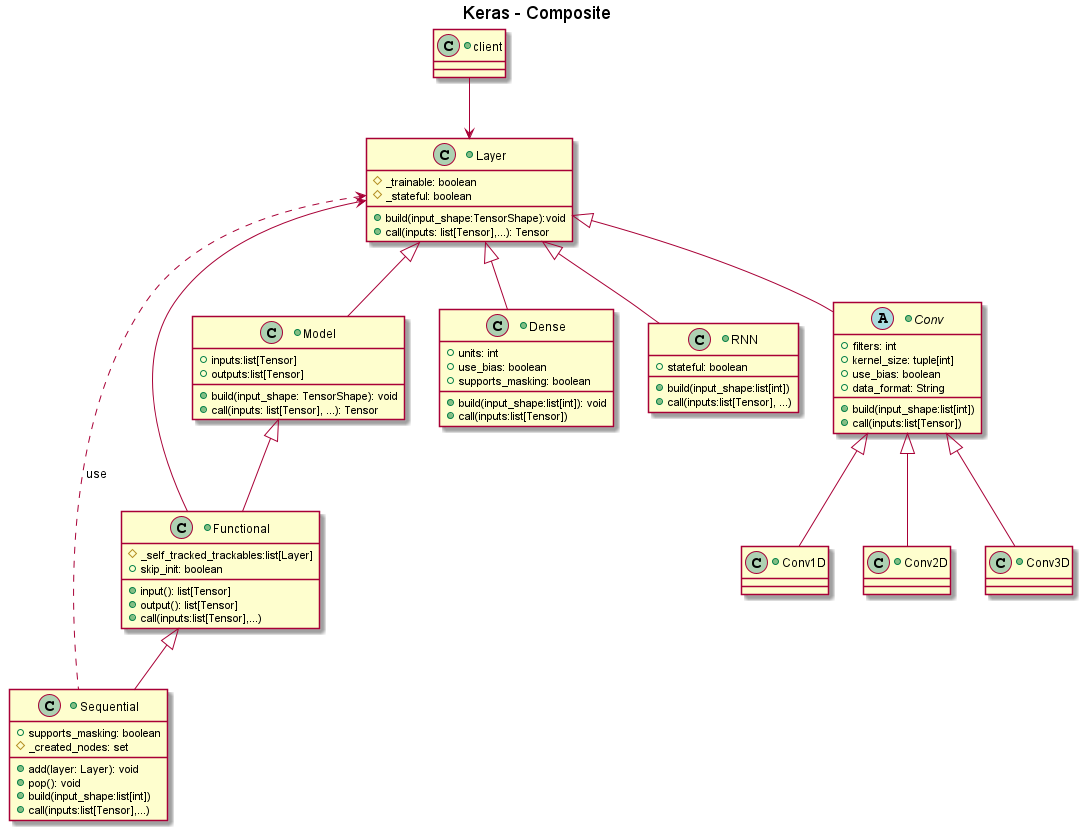 Keras - Composite
C client
C Layer
_trainable: boolean
_stateful: boolean
build(input_shape:TensorShape):void
call(inputs: list[Tensor],...): Tensor
C Model
inputs:list[Tensor]
outputs:list[Tensor]
build(input_shape: TensorShape): void
call(inputs: list[Tensor], ...): Tensor
C Dense
units: int
use_bias: boolean
supports_masking: boolean
build(input_shape:list[int]): void
call(inputs:list[Tensor])
C RNN
stateful: boolean
build(input_shape:list[int])
call(inputs:list[Tensor], ...)
A Conv
filters: int
kernel_size: tuple[int]
use_bias: boolean
data_format: String
build(input_shape:list[int])
call(inputs:list[Tensor])
use
C Functional
_self_tracked_trackables:list[Layer]
skip_init: boolean
input(): list[Tensor]
output(): list[Tensor]
call(inputs:list[Tensor],...)
C Conv1D
C Conv2D
C Conv3D
C Sequential
supports_masking: boolean
_created_nodes: set
add(layer: Layer): void
pop(): void
build(input_shape:list[int])
call(inputs:list[Tensor],...)